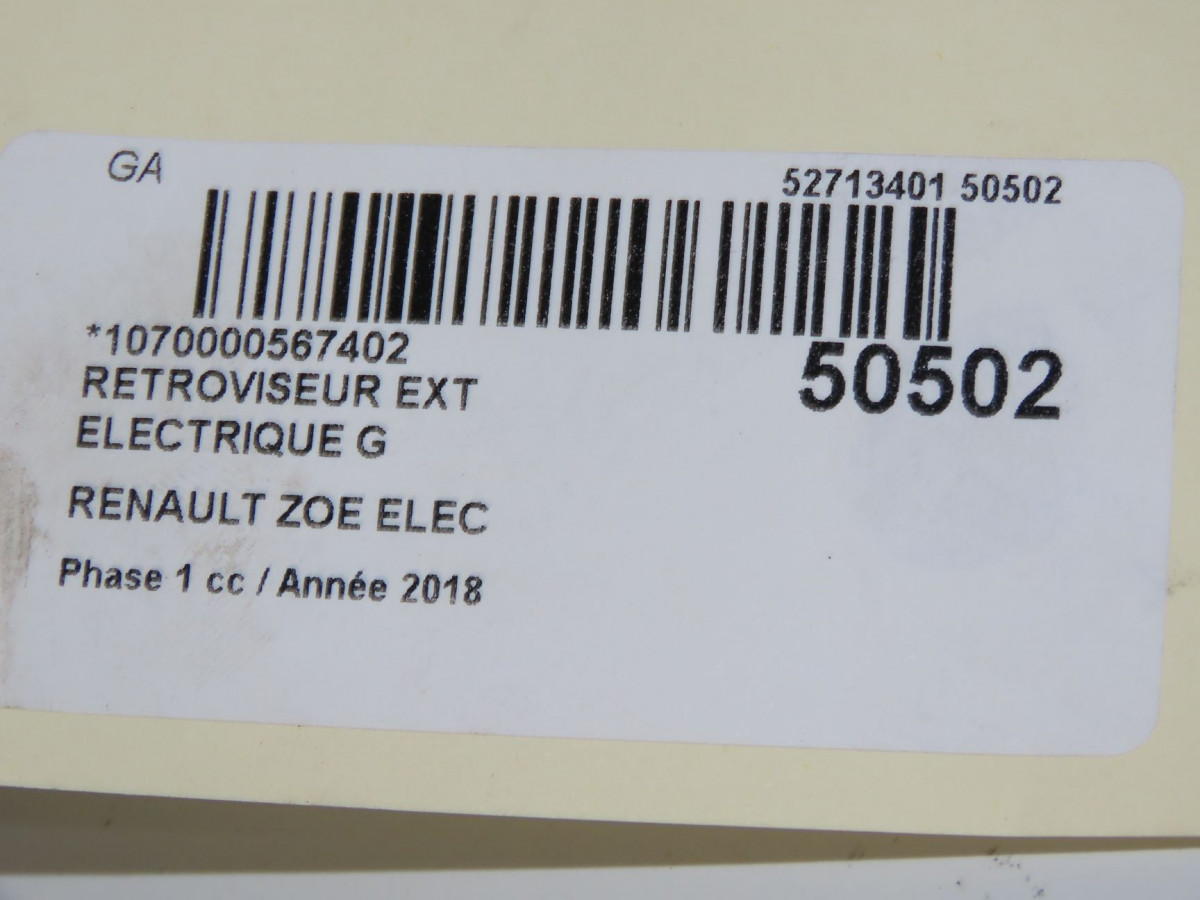 GA
52713401 50502
*1070000567402
50502
RETROVISEUR EXT
ELECTRIQUE G
RENAULT ZOE ELEC
Phase 1 cc / Année 2018